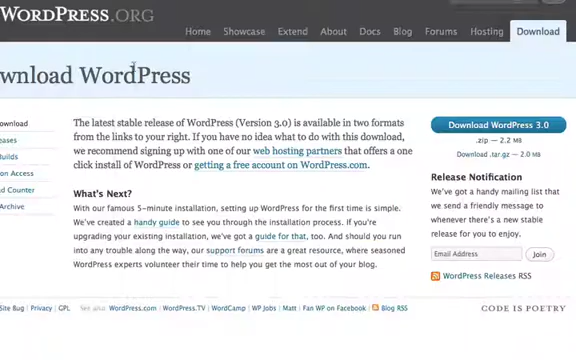 WORDPRESS.ORG
Home Showcase Extend About Docs Blog Forums Hosting Download
wnload WordPress
ownload
eases
uilds
on Access
d Counter
Archive
The latest stable release of WordPress (Version 3.0) is available in two formats
from the links to your right. If you have no idea what to do with this download,
we recommend signing up with one of our web hosting partners that offers a one
click install of WordPress or getting a free account on WordPress.com.
What's Next?
With our famous 5-minute installation, setting up WordPress for the first time is simple.
We've created a handy guide to see you through the installation process. If you're
upgrading your existing installation, we've got a guide for that, too. And should you run
into any trouble along the way, our support forums are a great resource, where seasoned
WordPress experts volunteer their time to help you get the most out of your blog.
Download WordPress 3.0
.zip — 2.2 MB
Download .tar.gz — 2.0 MB
Release Notification
We've got a handy mailing list that
we send a friendly message to
whenever there's a new stable
release for you to enjoy.
Email Address Join
WordPress Releases RSS
Site Bug | Privacy | GPL See also: WordPress.com | WordPress.TV | WordCamp | WP Jobs | Matt | Fan WP on Facebook | Blog RSS
CODE IS POETRY